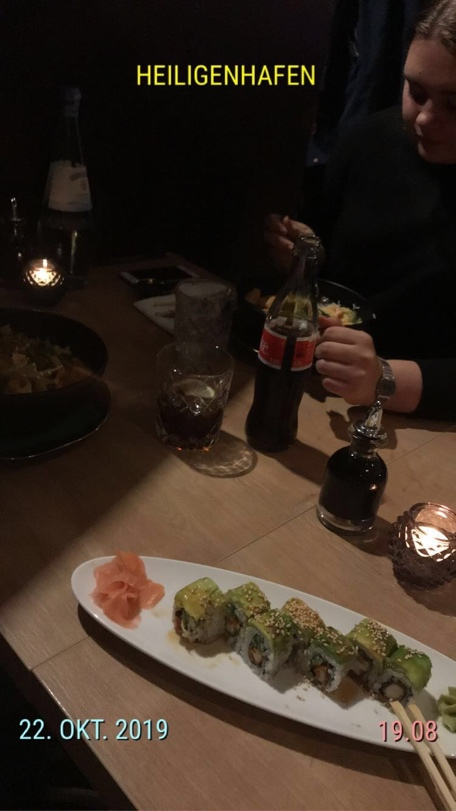 HEILIGENHAFEN
22. OKT. 2019
19.08